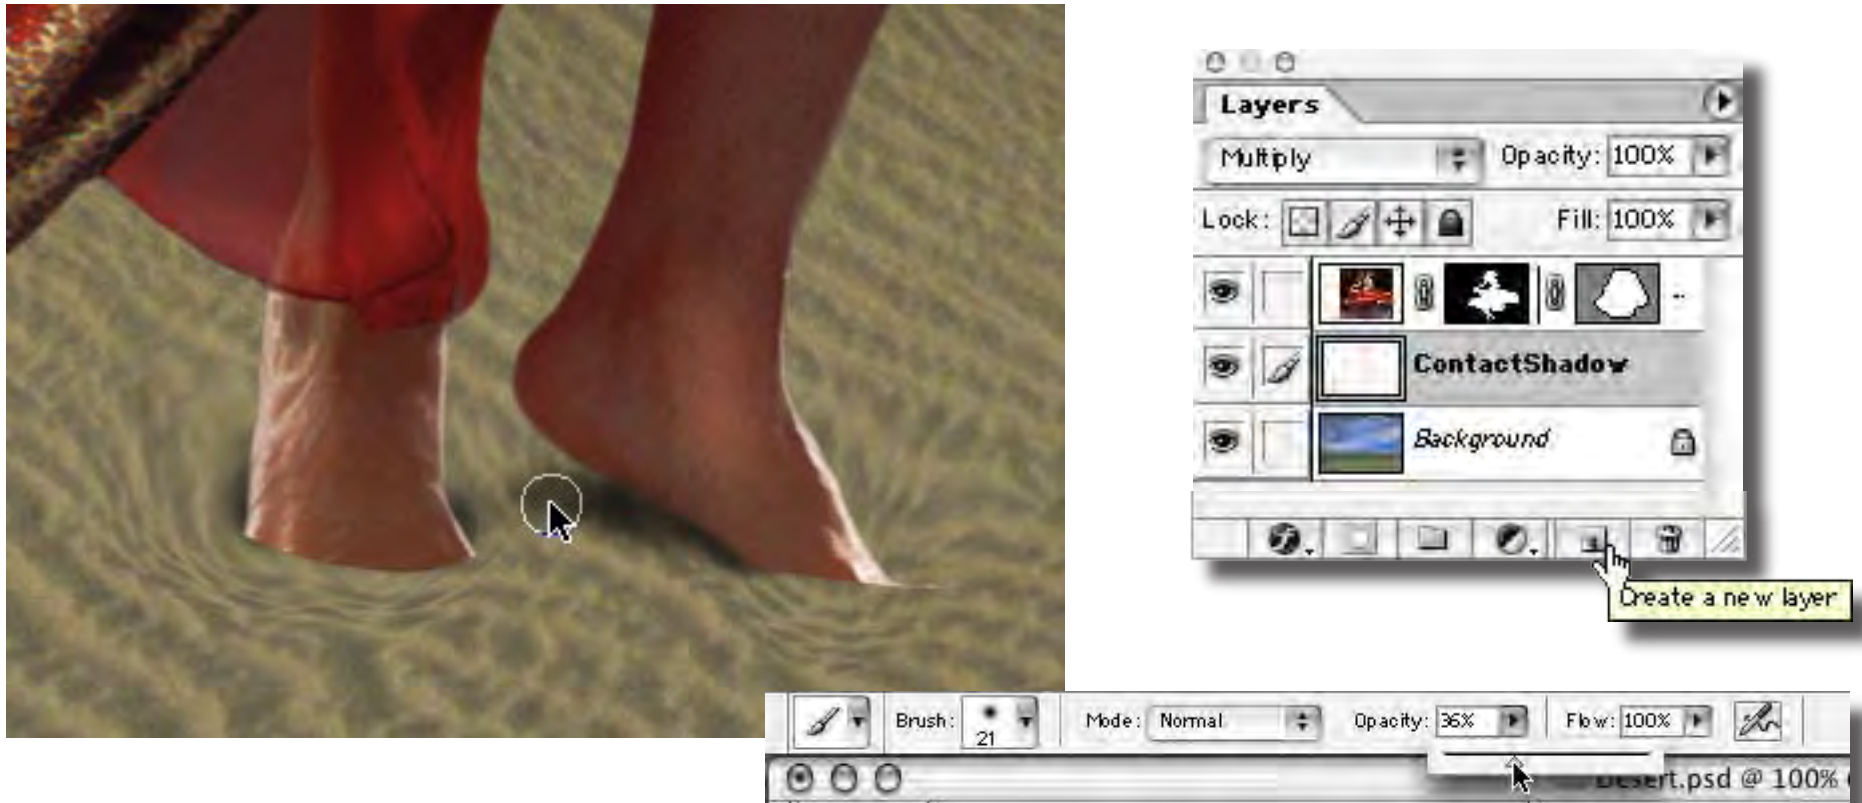 Layers
Multiply Opacity: 100%
Lock: Fill: 100%
ContactShadow
Background
Create a new layer
Brush: 21 Mode: Normal Opacity: 36% Flow: 100%
Desert.psd @ 100%